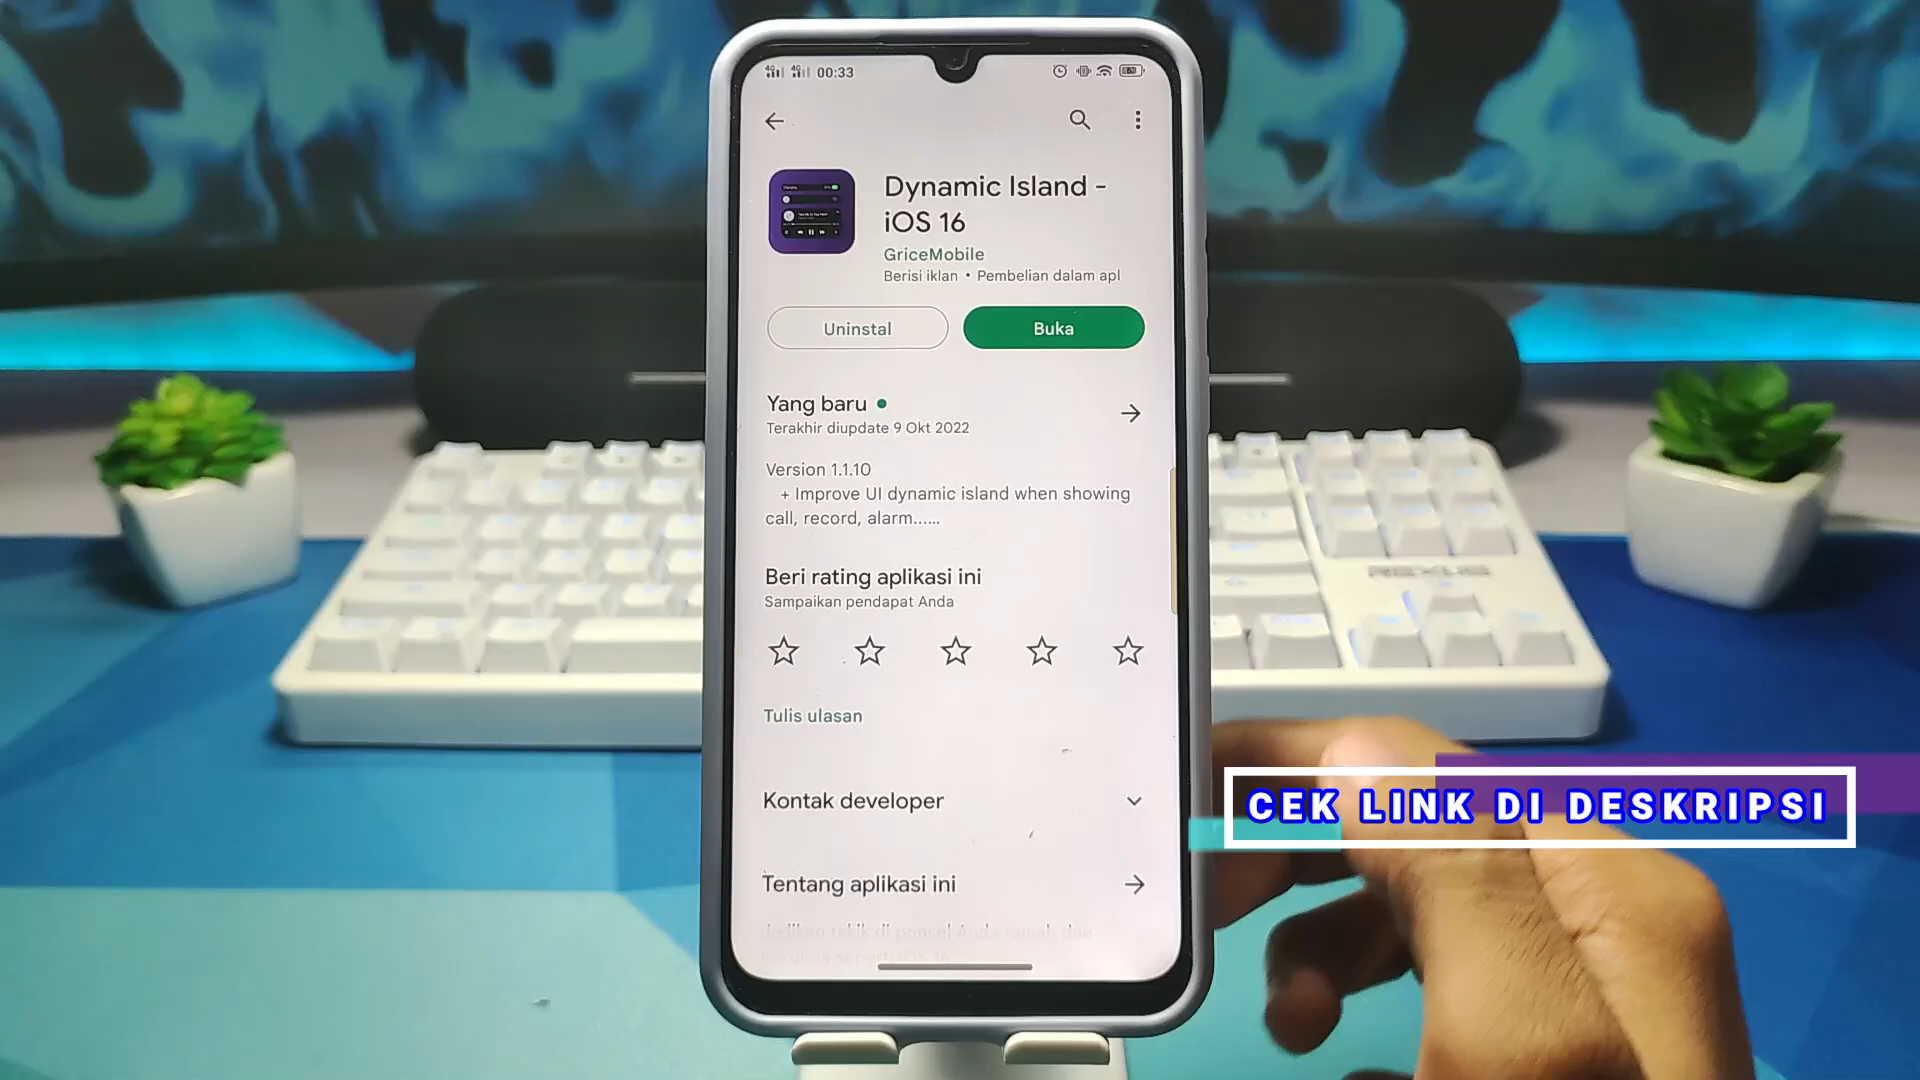 4G 4G 00:33
Dynamic Island -
iOS 16
GriceMobile
Berisi iklan • Pembelian dalam apl
Uninstal
Buka
Yang baru
Terakhir diupdate 9 Okt 2022
Version 1.1.10
+ Improve UI dynamic island when showing
call, record, alarm......
Beri rating aplikasi ini
Sampaikan pendapat Anda
Tulis ulasan
Kontak developer
CEK LINK DI DESKRIPSI
Tentang aplikasi ini